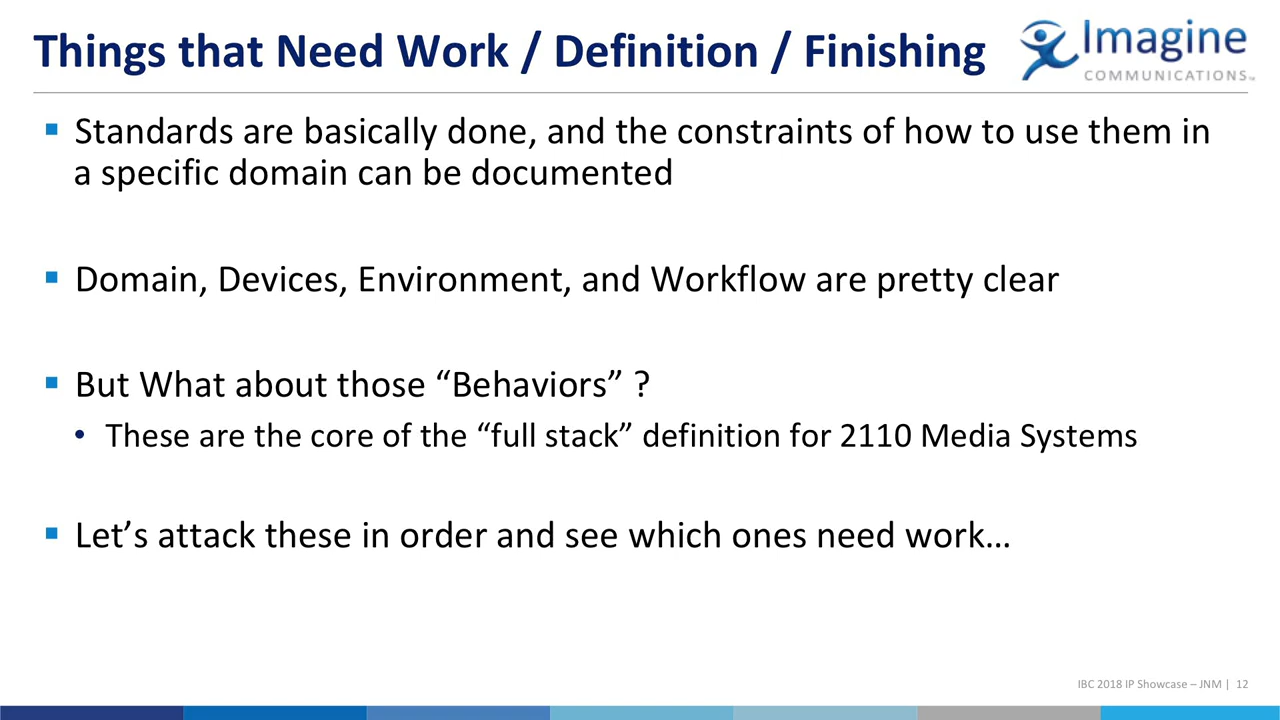 Things that Need Work / Definition / Finishing
Imagine
COMMUNICATIONS™
▪ Standards are basically done, and the constraints of how to use them in
a specific domain can be documented
▪ Domain, Devices, Environment, and Workflow are pretty clear
▪ But What about those “Behaviors” ?
• These are the core of the “full stack” definition for 2110 Media Systems
▪ Let’s attack these in order and see which ones need work…
IBC 2018 IP Showcase – JNM | 12